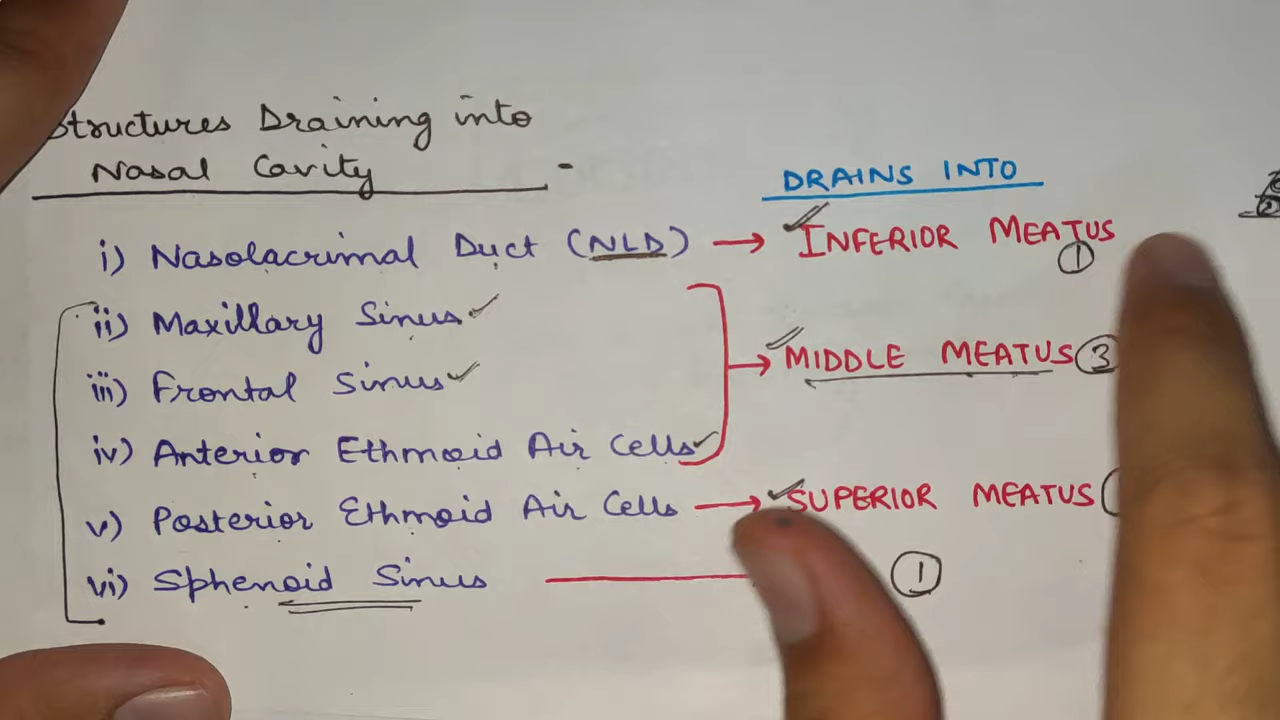 Structures Draining into
Nasal Cavity -
DRAINS INTO
i) Nasolacrimal Duct (NLD) → INFERIOR MEATUS
1
ii) Maxillary Sinus
iii) Frontal Sinus
→ MIDDLE MEATUS 3
iv) Anterior Ethmoid Air Cells
v) Posterior Ethmoid Air Cells → SUPERIOR MEATUS
vi) Sphenoid Sinus
1